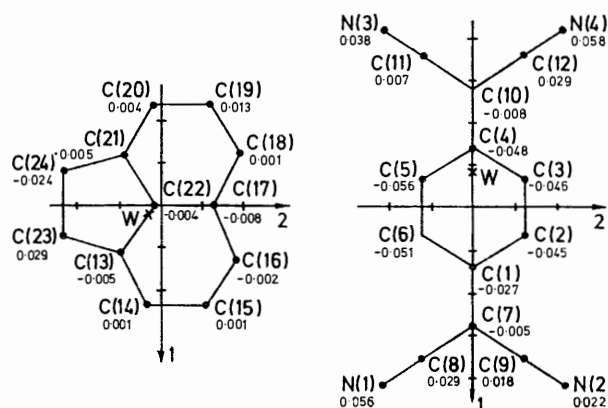 C(20) C(19)
0.004 0.013
C(21) C(18)
-0.005 0.001
C(24) C(22) C(17)
-0.024 -0.004 -0.008
W 2
C(23)
0.029
C(13) C(16)
-0.005 -0.002
C(14) C(15)
0.001 0.001
1
N(3) N(4)
0.038 0.058
C(11) C(12)
0.007 0.029
C(10)
-0.008
C(4)
-0.048
C(5) C(3)
-0.056 -0.045
W
2
C(6) C(2)
-0.051 -0.045
C(1)
-0.027
C(7)
-0.005
N(1) C(8) C(9) N(2
0.056 0.029 0.018 0.022
1